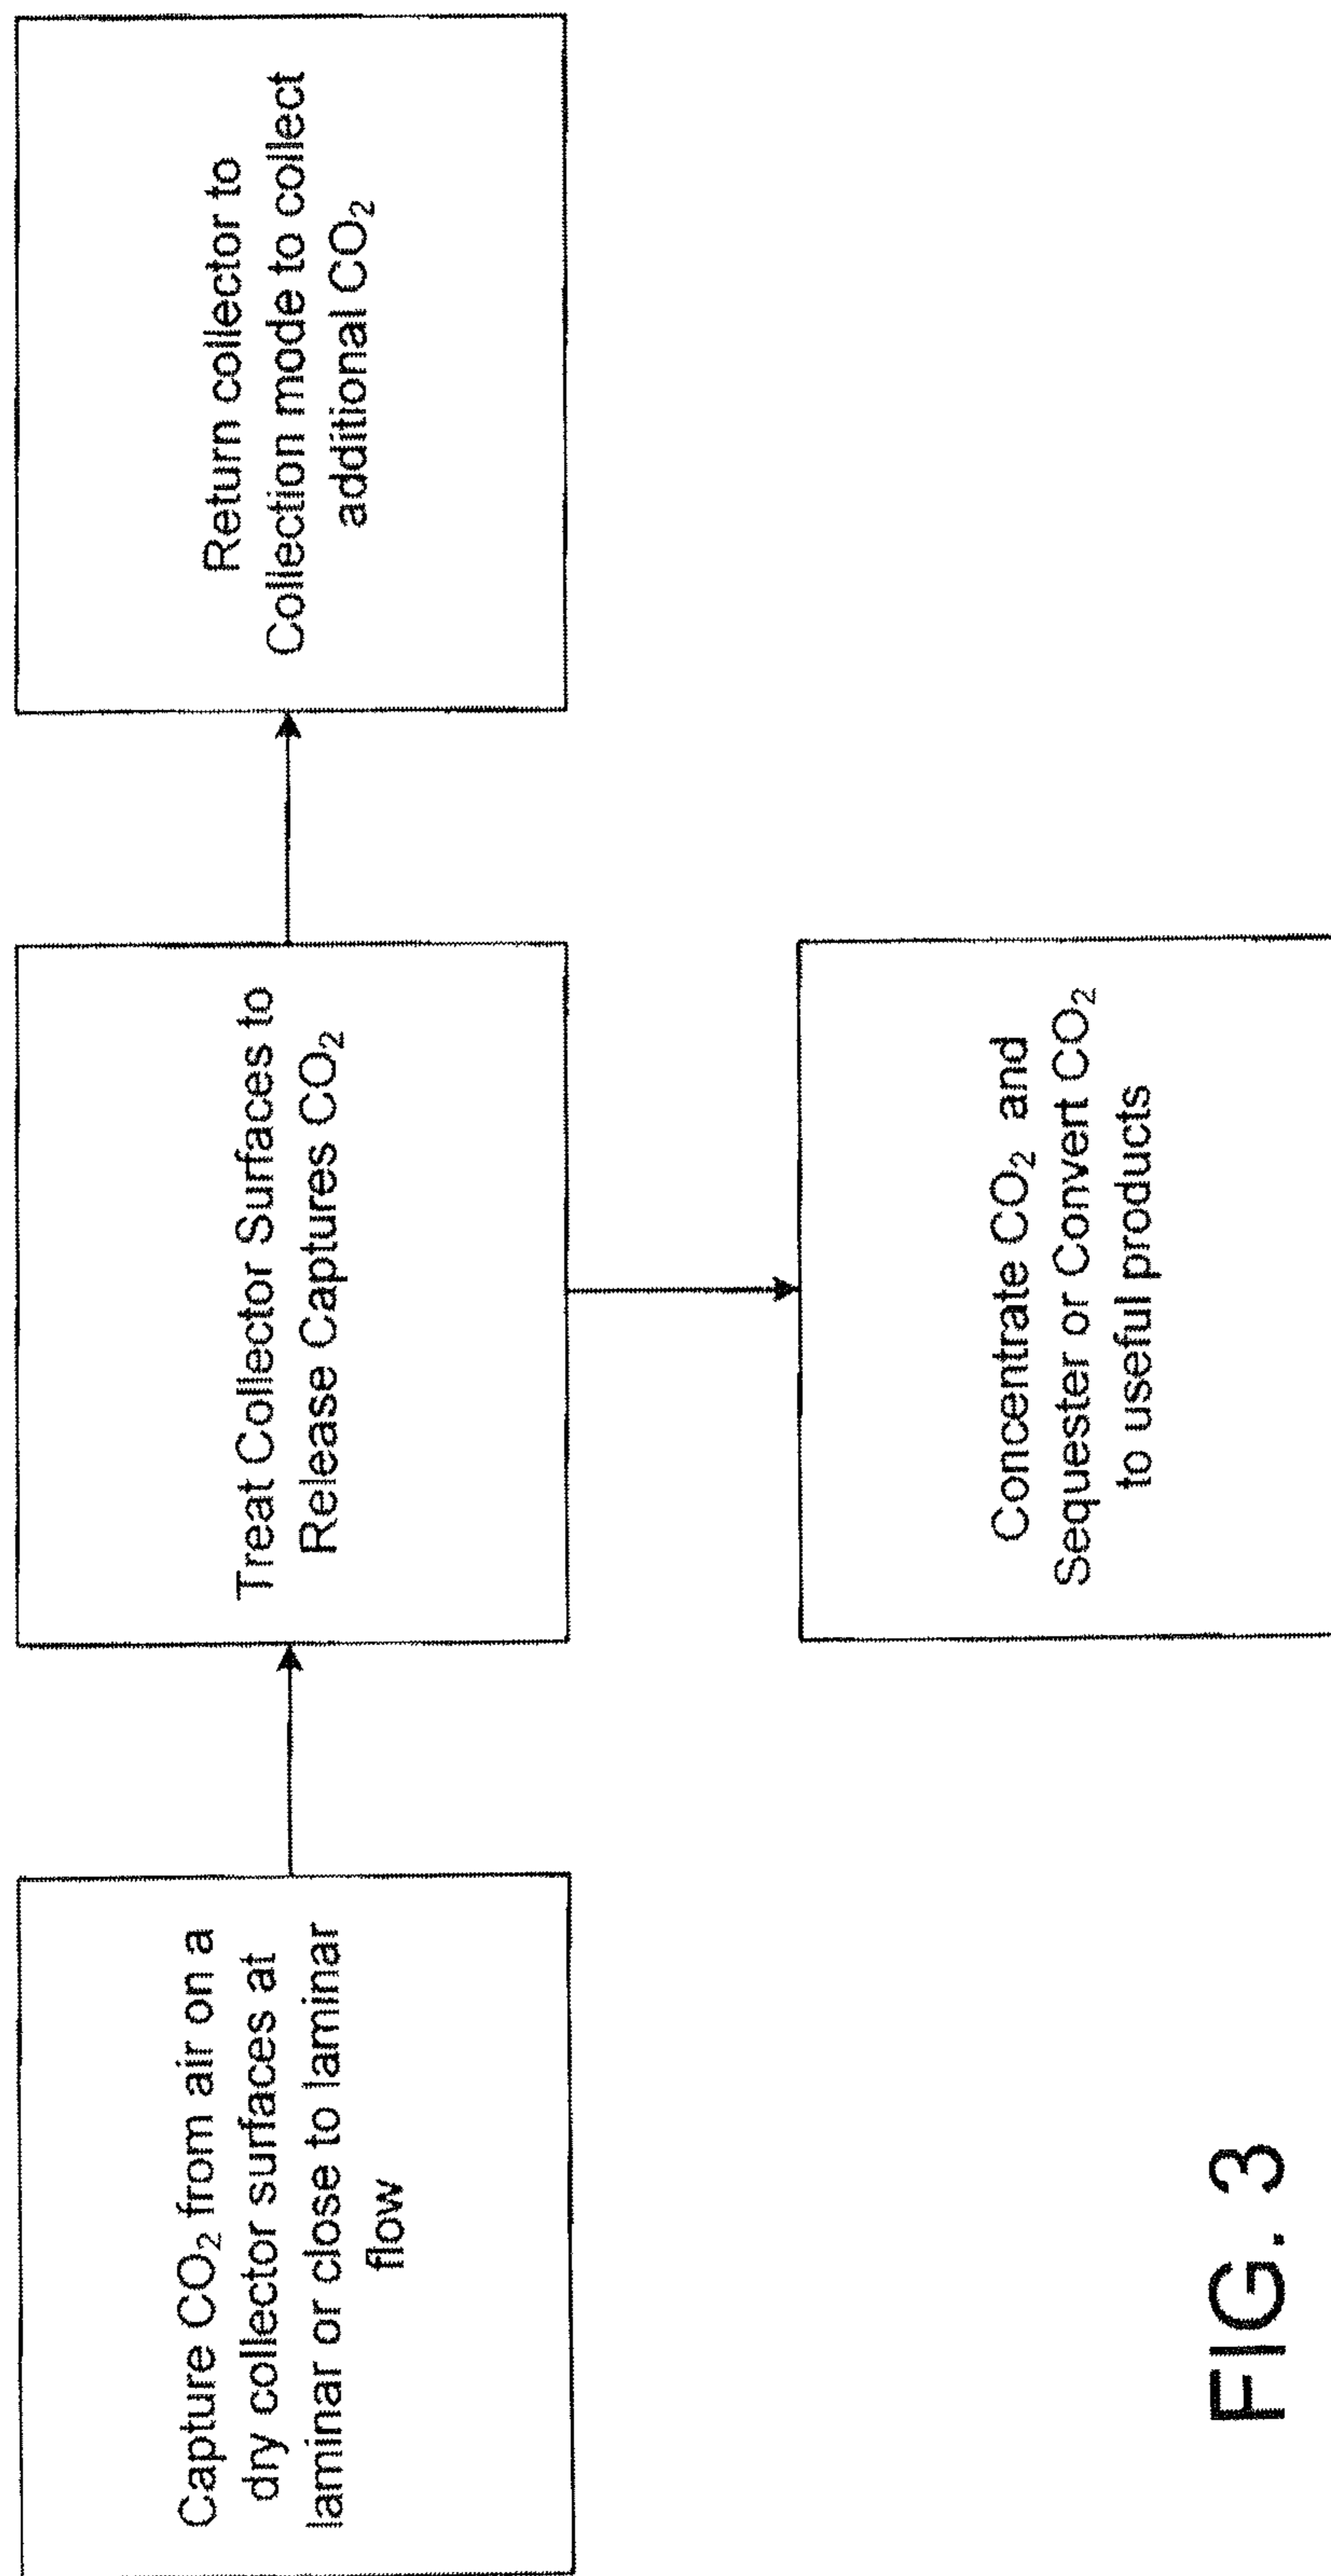 Capture CO₂ from air on a
dry collector surfaces at
laminar or close to laminar
flow
Treat Collector Surfaces to
Release Captures CO₂
Return collector to
Collection mode to collect
additional CO₂
Concentrate CO₂ and
Sequester or Convert CO₂
to useful products
FIG. 3